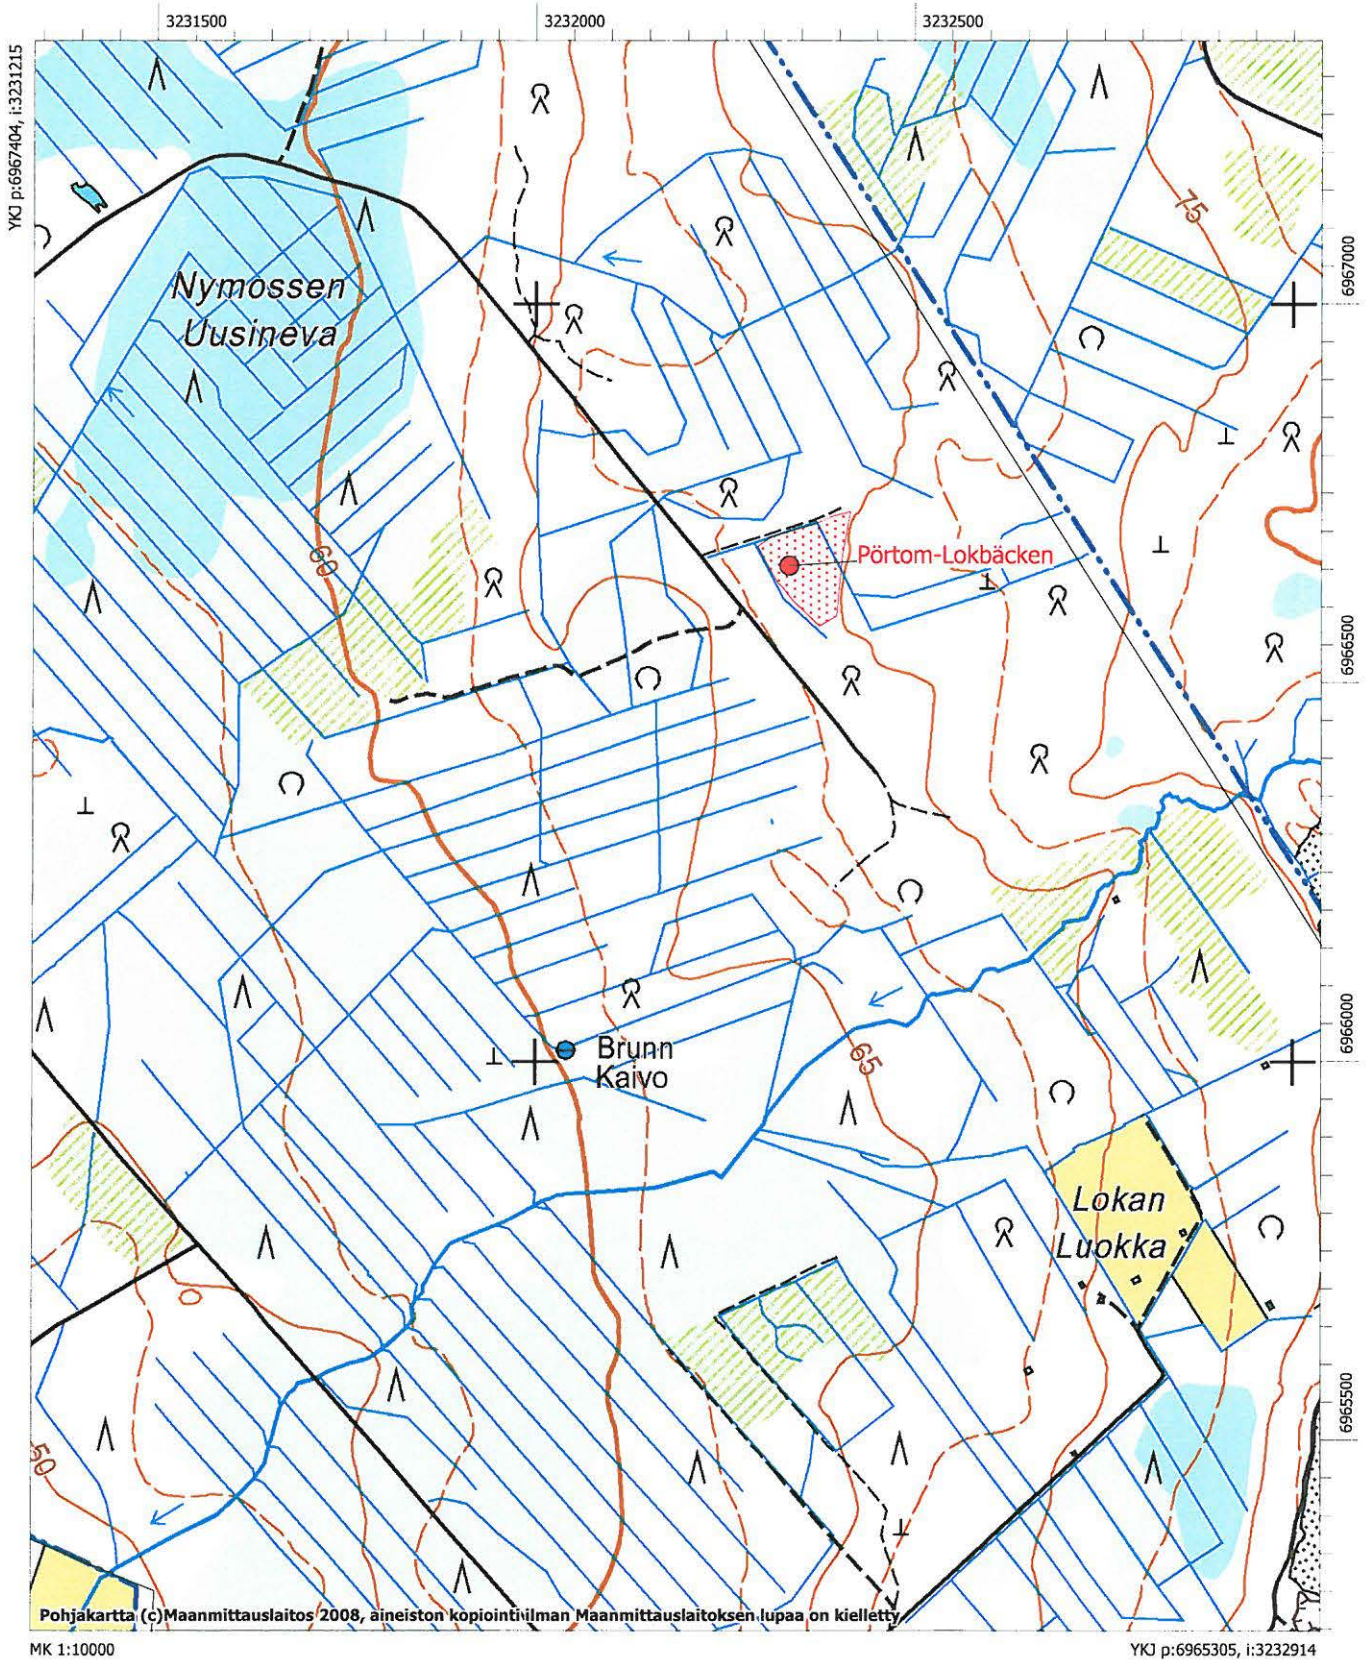 3231500
3232000
3232500
YKJ p:6967404, i:3231215
75
6967000
Nymossen
Uusineva
Pörtom-Lokbäcken
60
6966500
6966000
Brunn
Kaivo
65
Lokan
Luokka
6965500
50
Pohjakartta (c)Maanmittauslaitos 2008, aineiston kopiointi ilman Maanmittauslaitoksen lupaa on kielletty
MK 1:10000
YKJ p:6965305, i:3232914